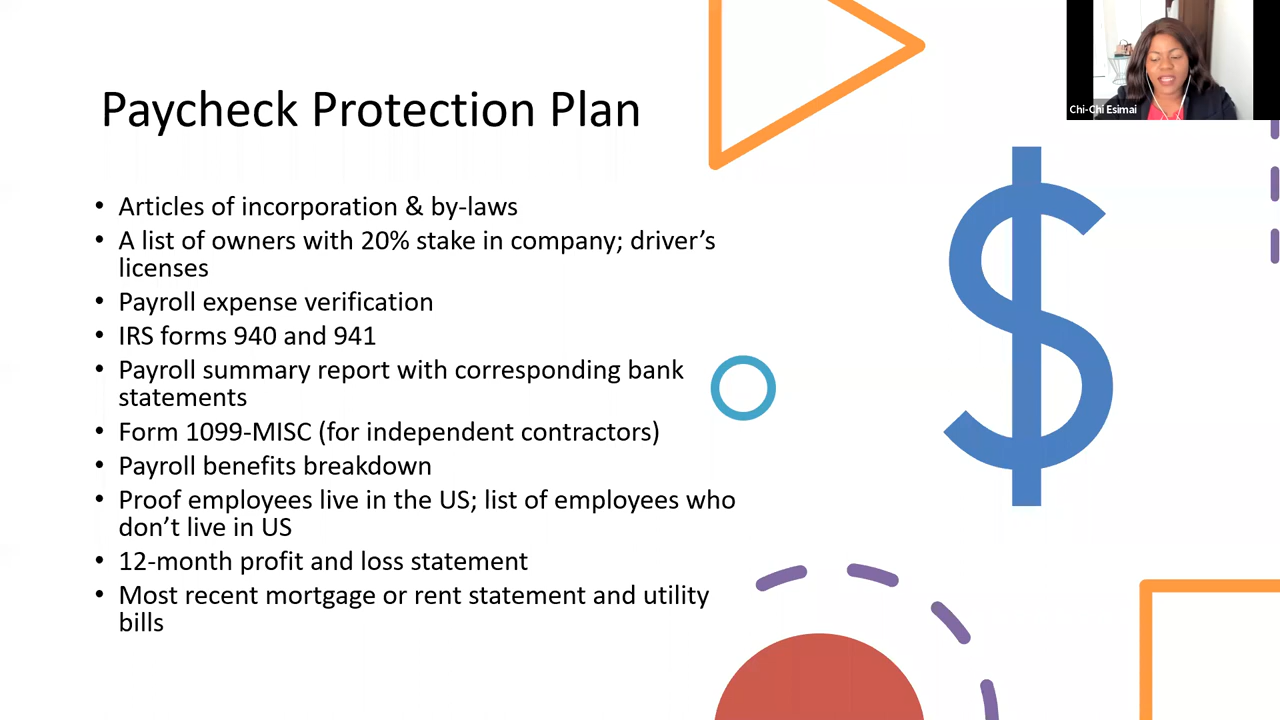 Paycheck Protection Plan
Chi-Chi Esimai
• Articles of incorporation & by-laws
• A list of owners with 20% stake in company; driver’s
licenses
• Payroll expense verification
• IRS forms 940 and 941
• Payroll summary report with corresponding bank
statements
• Form 1099-MISC (for independent contractors)
• Payroll benefits breakdown
• Proof employees live in the US; list of employees who
don’t live in US
• 12-month profit and loss statement
• Most recent mortgage or rent statement and utility
bills
$